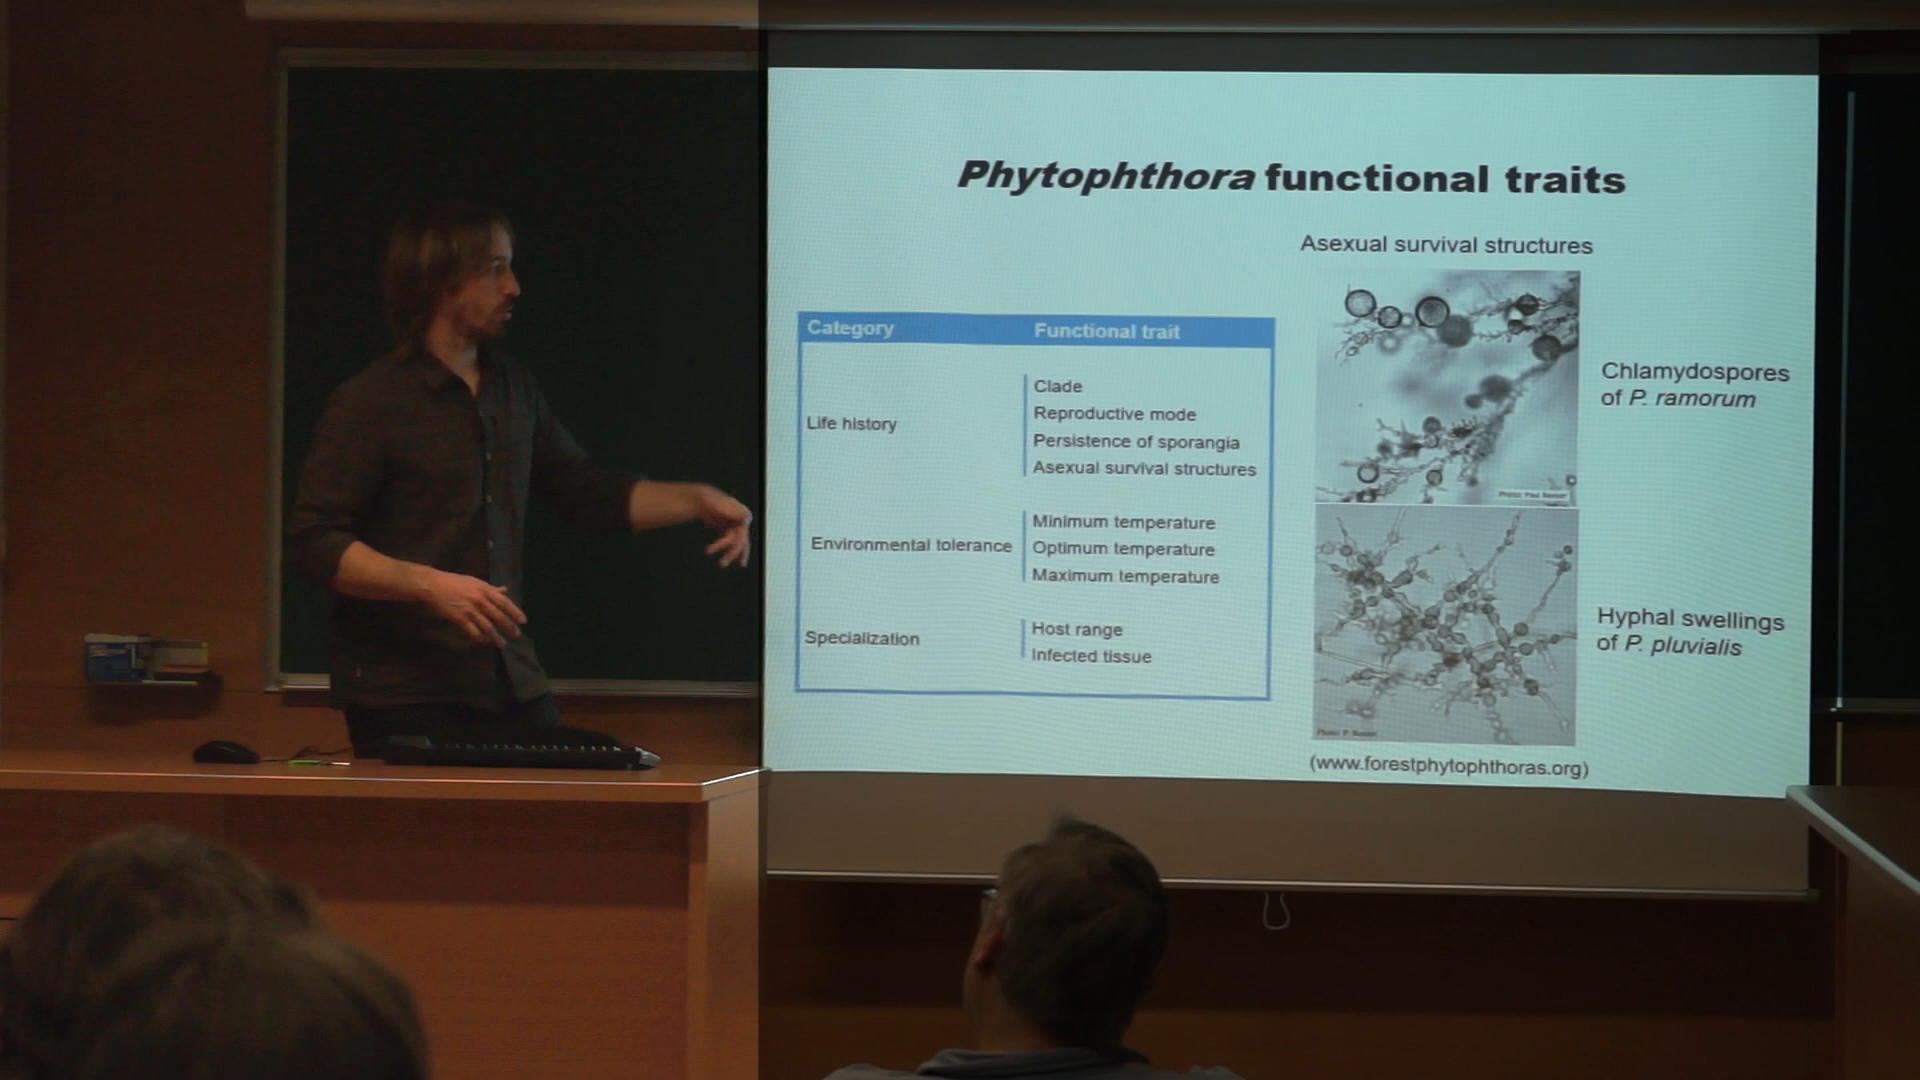 Phytophthora functional traits
Asexual survival structures
Category Functional trait
Life history
Clade
Reproductive mode
Persistence of sporangia
Asexual survival structures
Environmental tolerance
Minimum temperature
Optimum temperature
Maximum temperature
Specialization
Host range
Infected tissue
Chlamydospores
of P. ramorum
Hyphal swellings
of P. pluvialis
(www.forestphytophthoras.org)